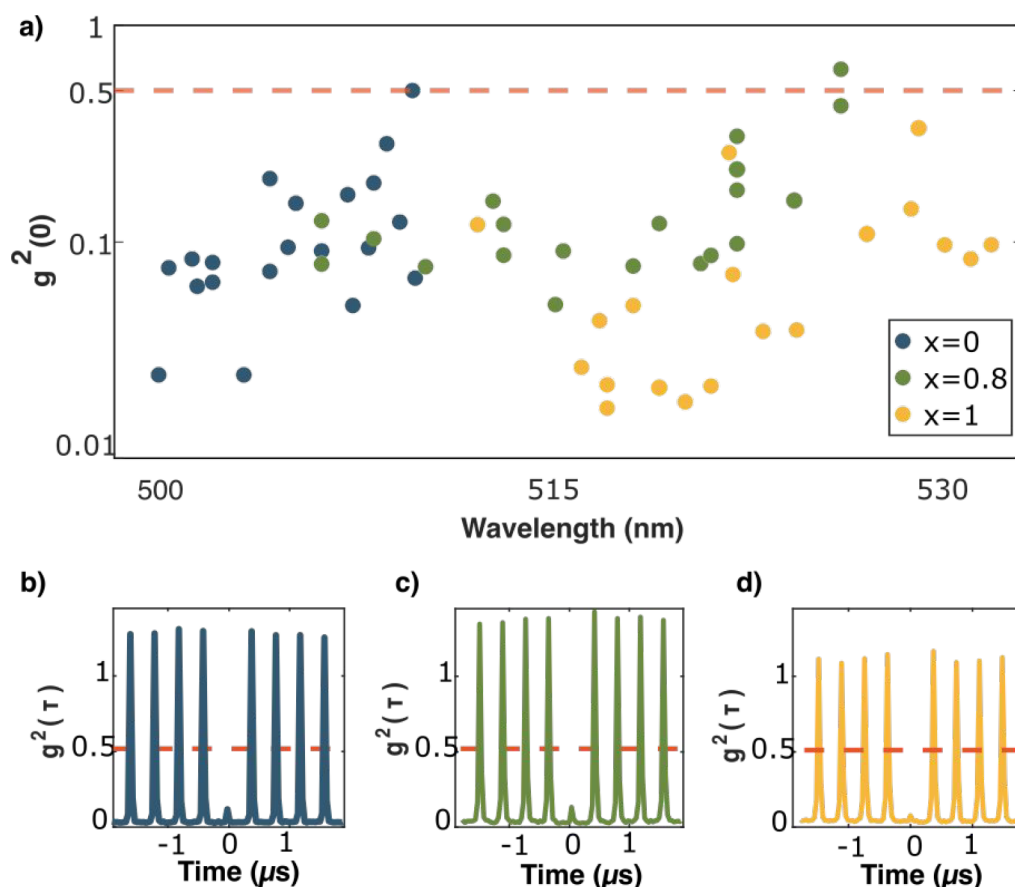 a)
1
0.5
0.1
0.01
g²(0)
x=0
x=0.8
x=1
500 515 530
Wavelength (nm)
b) c) d)
g²(τ) 1 0.5 0
-1 0 1
Time (µs)
g²(τ) 1 0.5 0
-1 0 1
Time (µs)
g²(τ) 1 0.5 0
-1 0 1
Time (µs)